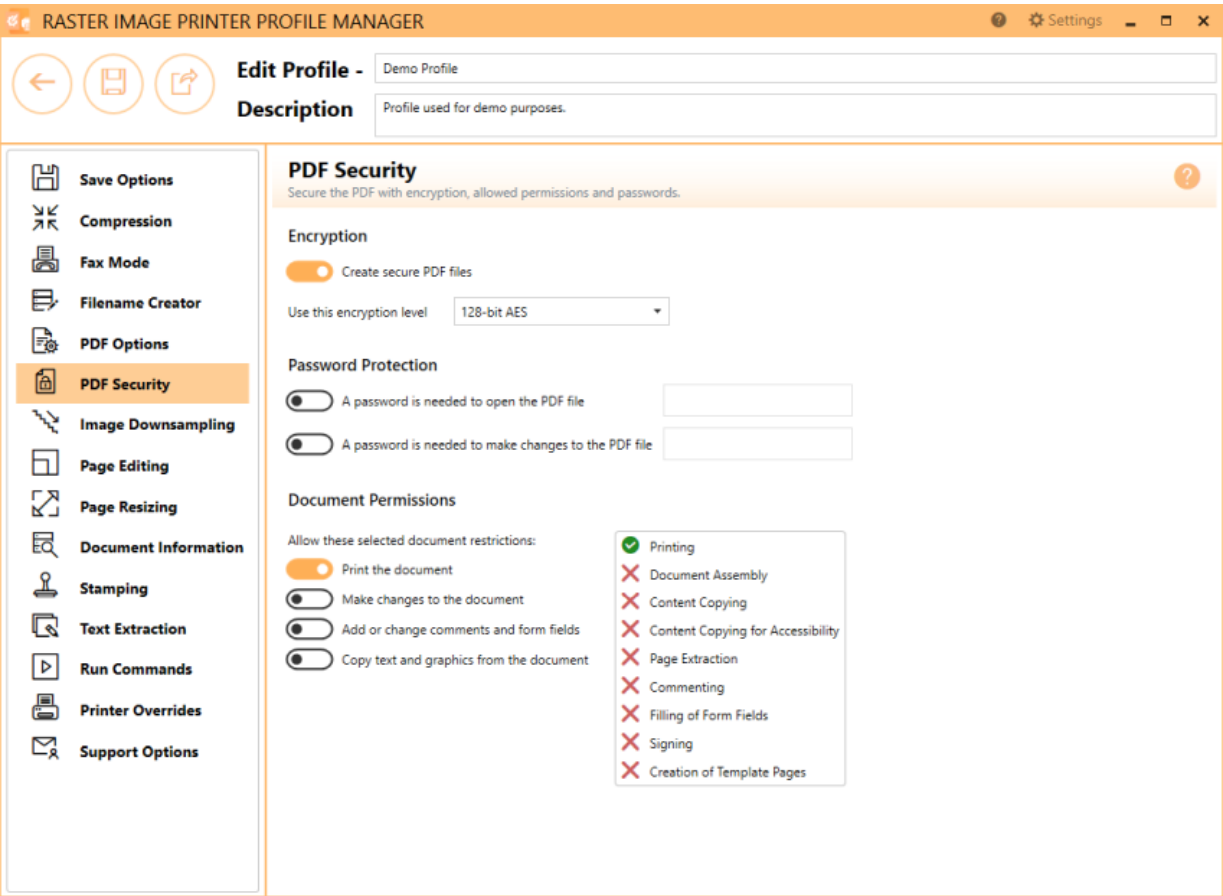 RASTER IMAGE PRINTER PROFILE MANAGER
? Settings
Edit Profile - Demo Profile
Description Profile used for demo purposes.
Save Options
Compression
Fax Mode
Filename Creator
PDF Options
PDF Security
Image Downsampling
Page Editing
Page Resizing
Document Information
Stamping
Text Extraction
Run Commands
Printer Overrides
Support Options
PDF Security
?
Secure the PDF with encryption, allowed permissions and passwords.
Encryption
Create secure PDF files
Use this encryption level 128-bit AES
Password Protection
A password is needed to open the PDF file
A password is needed to make changes to the PDF file
Document Permissions
Allow these selected document restrictions:
Print the document
Make changes to the document
Add or change comments and form fields
Copy text and graphics from the document
Printing
Document Assembly
Content Copying
Content Copying for Accessibility
Page Extraction
Commenting
Filling of Form Fields
Signing
Creation of Template Pages